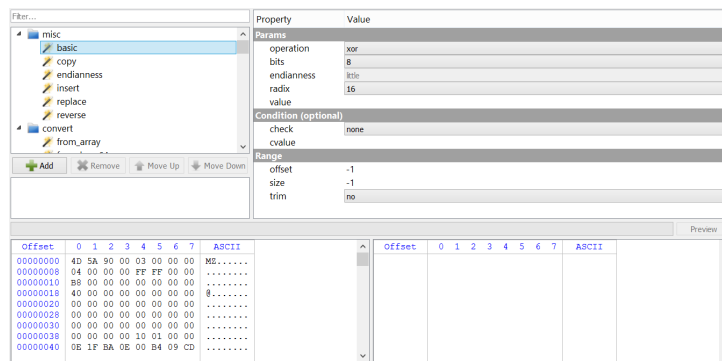 Filter...
misc
basic
copy
endianness
insert
replace
reverse
convert
from_array
Add Remove Move Up Move Down
Property Value
Params
operation xor
bits 8
endianness little
radix 16
value
Condition (optional)
check none
cvalue
Range
offset -1
size -1
trim no
Preview
Offset 0 1 2 3 4 5 6 7 ASCII
00000000 4D 5A 90 00 03 00 00 00 MZ......
00000008 04 00 00 00 FF FF 00 00 ........
00000010 B8 00 00 00 00 00 00 00 ........
00000018 40 00 00 00 00 00 00 00 @.......
00000020 00 00 00 00 00 00 00 00 ........
00000028 00 00 00 00 00 00 00 00 ........
00000030 00 00 00 00 00 00 00 00 ........
00000038 00 00 00 00 10 01 00 00 ........
00000040 0E 1F BA 0E 00 B4 09 CD ........
Offset 0 1 2 3 4 5 6 7 ASCII